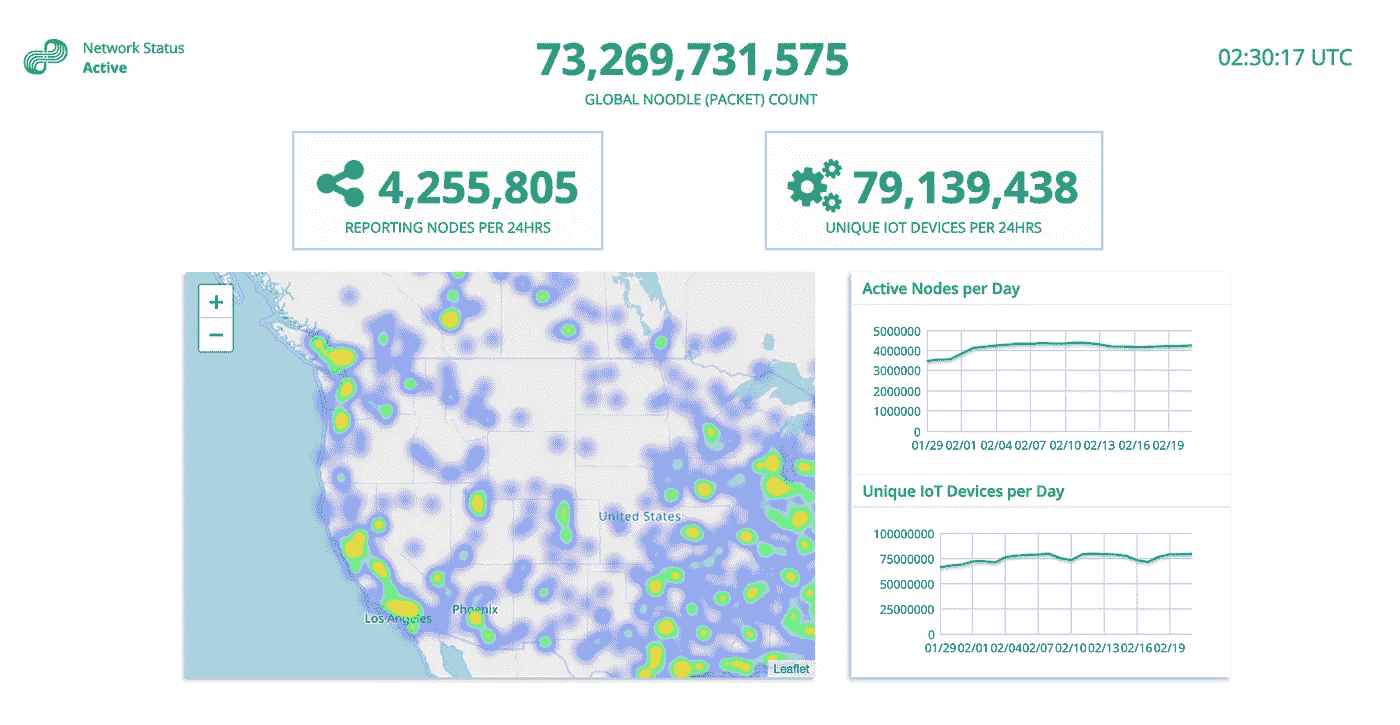 Network Status
Active
73,269,731,575
GLOBAL NOODLE (PACKET) COUNT
02:30:17 UTC
4,255,805
REPORTING NODES PER 24HRS
79,139,438
UNIQUE IOT DEVICES PER 24HRS
+
−
United States
Phoenix
Los Angeles
Leaflet
Active Nodes per Day
5000000
4000000
3000000
2000000
1000000
0
01/29 02/01 02/04 02/07 02/10 02/13 02/16 02/19
Unique IoT Devices per Day
100000000
75000000
50000000
25000000
0
01/29 02/01 02/04 02/07 02/10 02/13 02/16 02/19